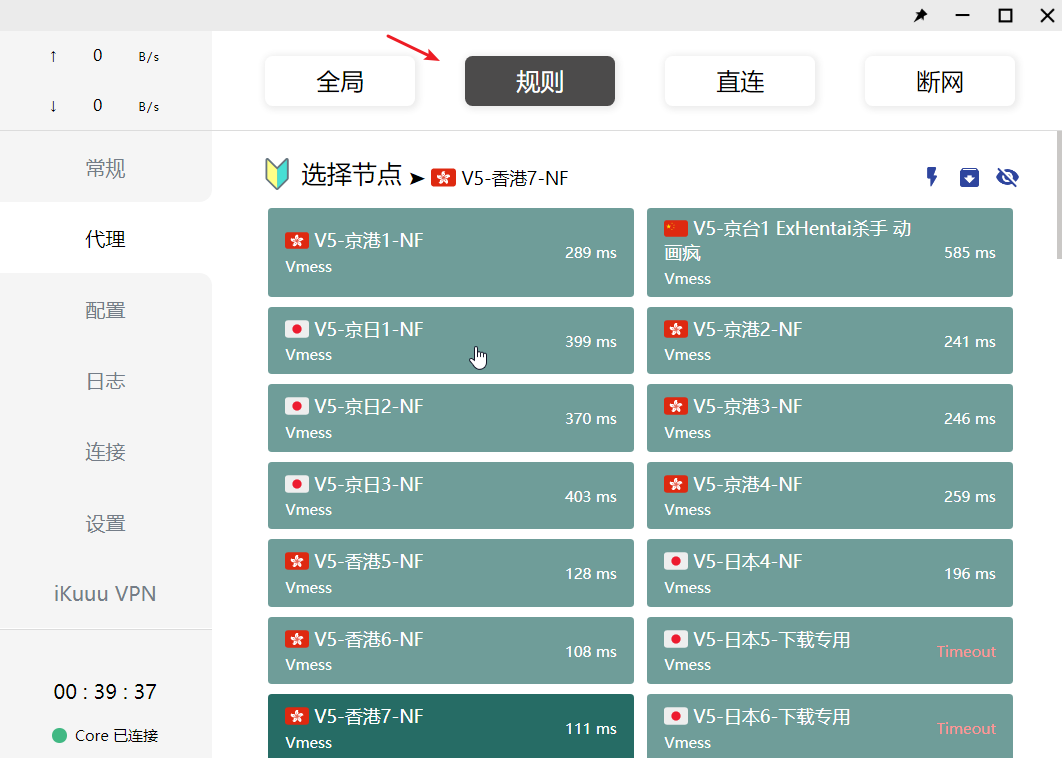 ↑ 0 B/s
↓ 0 B/s
常规
代理
配置
日志
连接
设置
iKuuu VPN
00 : 39 : 37
Core 已连接
全局 规则 直连 断网
选择节点 ➤ V5-香港7-NF
V5-京港1-NF
Vmess
289 ms
V5-京台1 ExHentai杀手 动
画疯
Vmess
585 ms
V5-京日1-NF
Vmess
399 ms
V5-京港2-NF
Vmess
241 ms
V5-京日2-NF
Vmess
370 ms
V5-京港3-NF
Vmess
246 ms
V5-京日3-NF
Vmess
403 ms
V5-京港4-NF
Vmess
259 ms
V5-香港5-NF
Vmess
128 ms
V5-日本4-NF
Vmess
196 ms
V5-香港6-NF
Vmess
108 ms
V5-日本5-下载专用
Vmess
Timeout
V5-香港7-NF
Vmess
111 ms
V5-日本6-下载专用
Vmess
Timeout